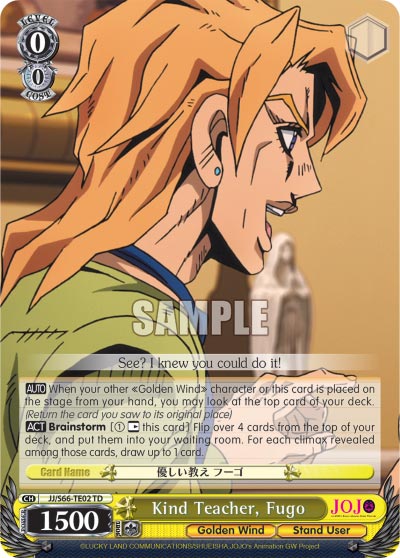 LEVEL
0
0
COST
SAMPLE
See? I knew you could do it!
AUTO When your other «Golden Wind» character or this card is placed on
the stage from your hand, you may look at the top card of your deck.
(Return the card you saw to its original place)
ACT Brainstorm [① this card] Flip over 4 cards from the top of your
deck, and put them into your waiting room. For each climax revealed
among those cards, draw up to 1 card.
Card Name 優しい教え フーゴ
CH JJ/S66-TE02 TD
Kind Teacher, Fugo
JOJO
POWER 1500 SOUL
Golden Wind Stand User
©LUCKY LAND COMMUNICATIONS/SHUEISHA,JOJO's Animation GW Project